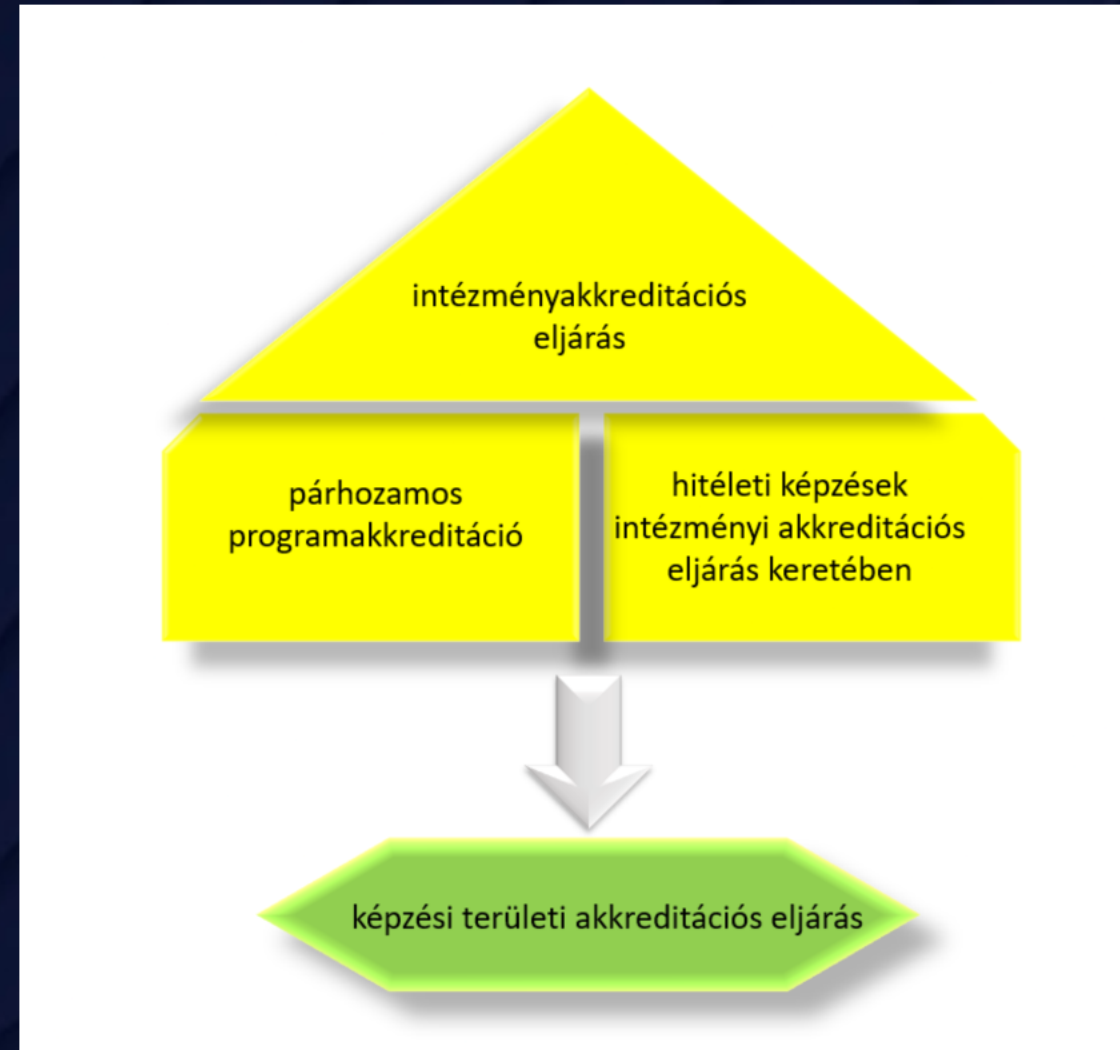 intézményakkreditációs
eljárás
párhozamos
programakkreditáció
hitéleti képzések
intézményi akkreditációs
eljárás keretében
képzési területi akkreditációs eljárás